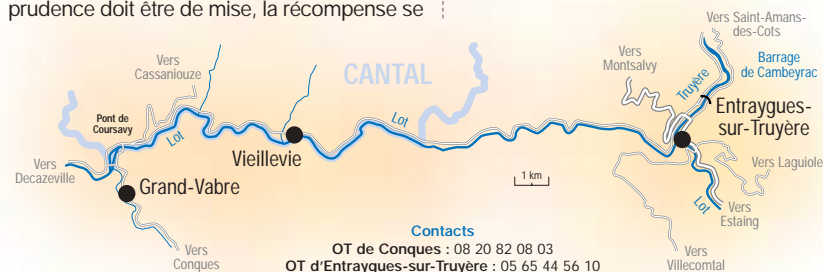 prudence doit être de mise, la récompense se
Vers Saint-Amans-
des-Cots
Vers
Montsalvy
Barrage
de Cambeyrac
Vers
Cassaniouze
CANTAL
Truyère
Entraygues-
sur-Truyère
Pont de
Coursavy
Lot
Lot
Vieillevie
Vers
Decazeville
Grand-Vabre
1 km
Vers Laguiole
Lot
Vers
Estaing
Vers
Conques
Vers
Villecomtal
Contacts
OT de Conques : 08 20 82 08 03
OT d'Entraygues-sur-Truyère : 05 65 44 56 10